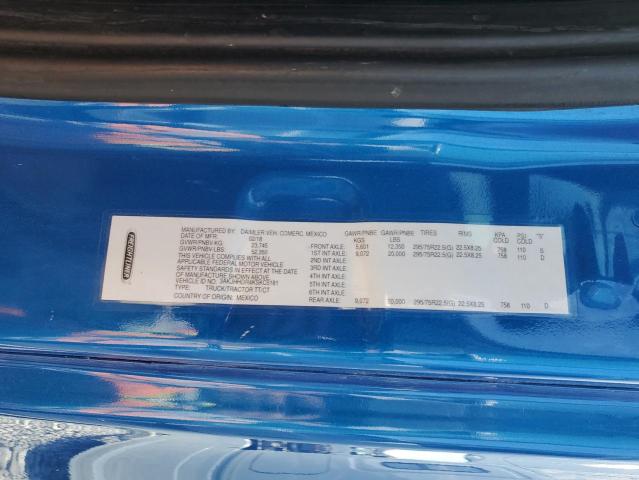 FREIGHTLINER
MANUFACTURED BY: DAIMLER VEH. COMERC. MEXICO GAWR/PNBE GAWR/PNBE TIRES RIMS KPA PSI "S"
DATE OF MFR: 02/18 KGS LBS COLD COLD
GVWR/PNBV-KG: 23,745 FRONT AXLE: 5,601 12,350 295/75R22.5(G) 22.5X8.25 758 110 S
GVWR/PNBV-LBS: 52,350 1ST INT AXLE: 9,072 20,000 295/75R22.5(G) 22.5X8.25 758 110 D
THIS VEHICLE COMPLIES WITH ALL 2ND INT AXLE:
APPLICABLE FEDERAL MOTOR VEHICLE 3RD INT AXLE:
SAFETY STANDARDS IN EFFECT ON THE 4TH INT AXLE:
DATE OF MANUFACTURE SHOWN ABOVE. 5TH INT AXLE:
VEHICLE ID NO: 6TH INT AXLE:
TYPE: TRUCK/TRACTOR TT/CT
COUNTRY OF ORIGIN: MEXICO REAR AXLE: 9,072 20,000 295/75R22.5(G) 22.5X8.25 758 110 D